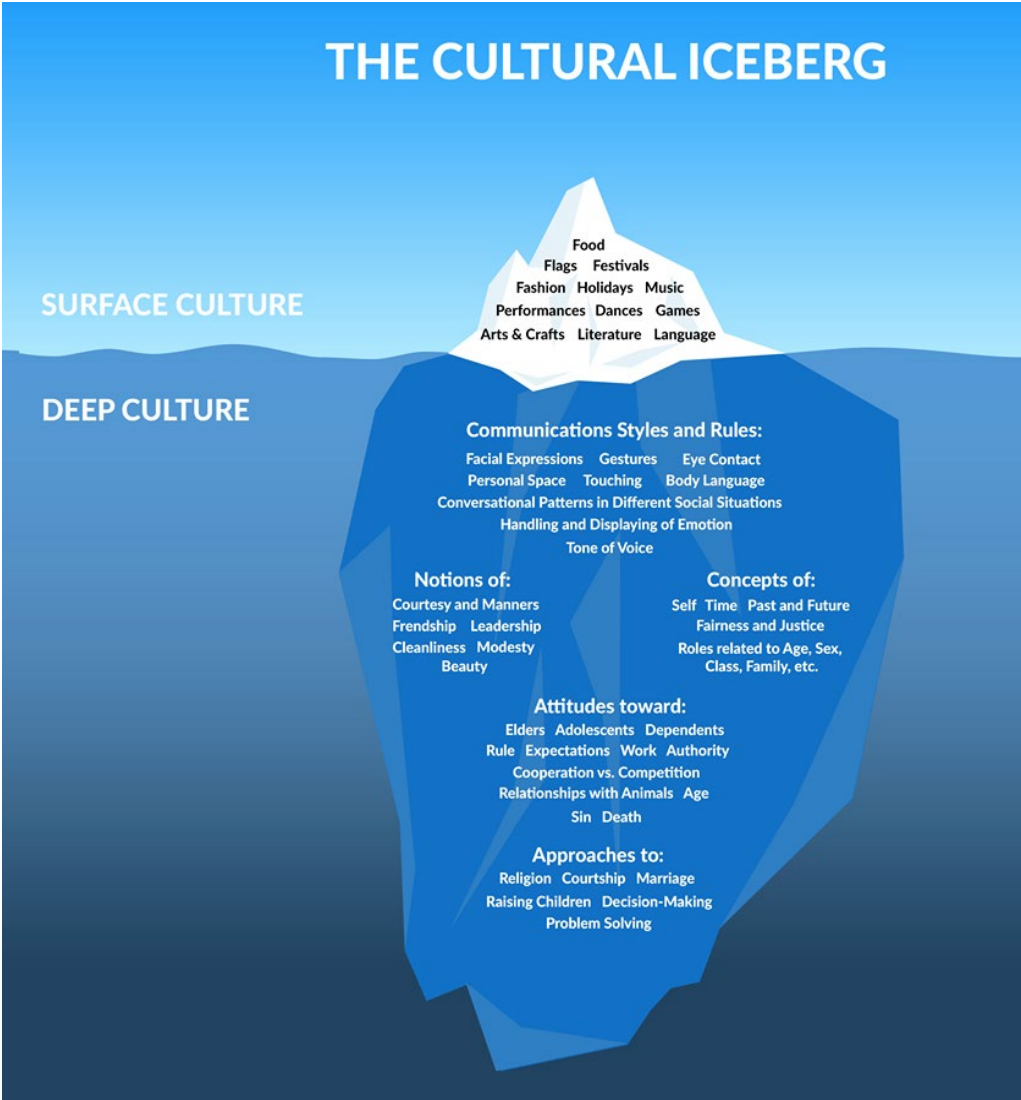 THE CULTURAL ICEBERG
Food
Flags Festivals
Fashion Holidays Music
SURFACE CULTURE
Performances Dances Games
Arts & Crafts Literature Language
DEEP CULTURE
Communications Styles and Rules:
Facial Expressions Gestures Eye Contact
Personal Space Touching Body Language
Conversational Patterns in Different Social Situations
Handling and Displaying of Emotion
Tone of Voice
Notions of:
Courtesy and Manners
Frendship Leadership
Cleanliness Modesty
Beauty
Concepts of:
Self Time Past and Future
Fairness and Justice
Roles related to Age, Sex,
Class, Family, etc.
Attitudes toward:
Elders Adolescents Dependents
Rule Expectations Work Authority
Cooperation vs. Competition
Relationships with Animals Age
Sin Death
Approaches to:
Religion Courtship Marriage
Raising Children Decision-Making
Problem Solving